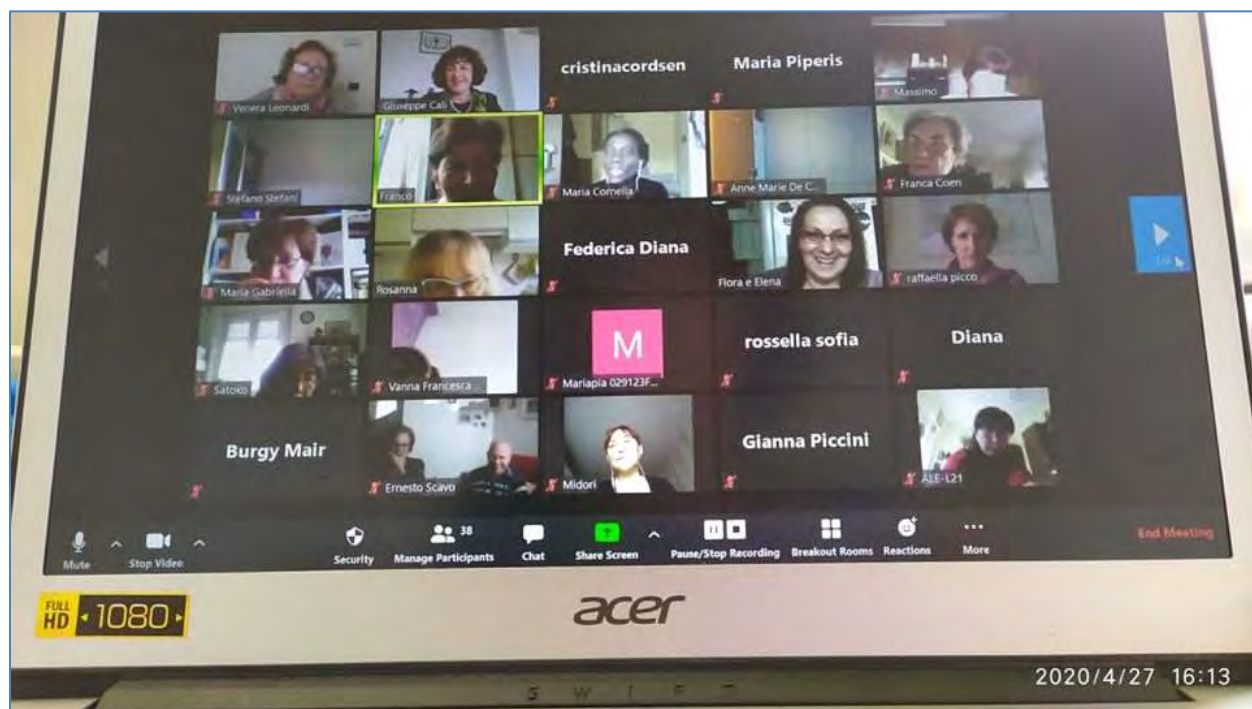 Venera Leonardi
Giuseppe Calì
cristinacordsen
Maria Piperis
Massimo
Stefano Stefani
Franco
Maria Cornelia
Anne Marie De C...
Franca Coen
Maria Gabriella
Rosanna
Federica Diana
Flora e Elena
raffaella picco
Satoko
Vanna Francesca...
M
Mariapia 029123F...
rossella sofia
Diana
Burgy Mair
Ernesto Scavo
Midori
Gianna Piccini
ALE-L21
Mute
Stop Video
Security
38
Manage Participants
Chat
Share Screen
Pause/Stop Recording
Breakout Rooms
Reactions
More
End Meeting
FULL HD 1080
acer
2020/4/27 16:13
SWIFT